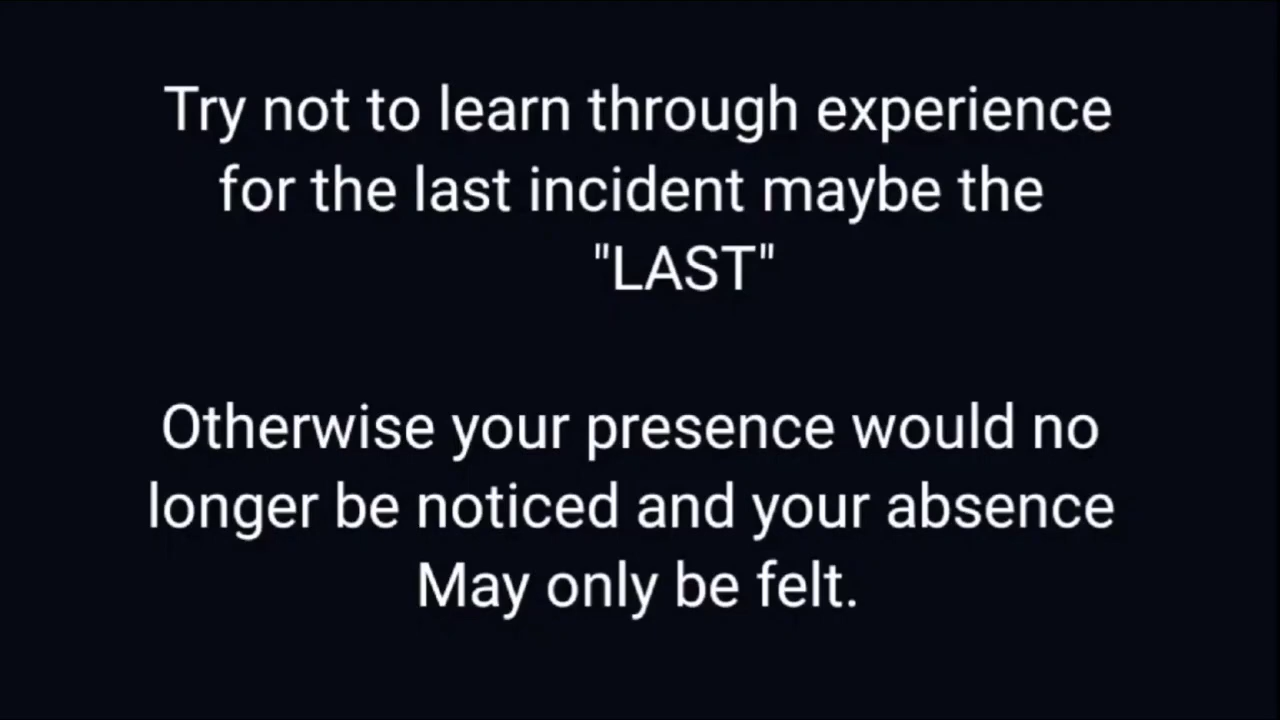 Try not to learn through experience
for the last incident maybe the
"LAST"
Otherwise your presence would no
longer be noticed and your absence
May only be felt.